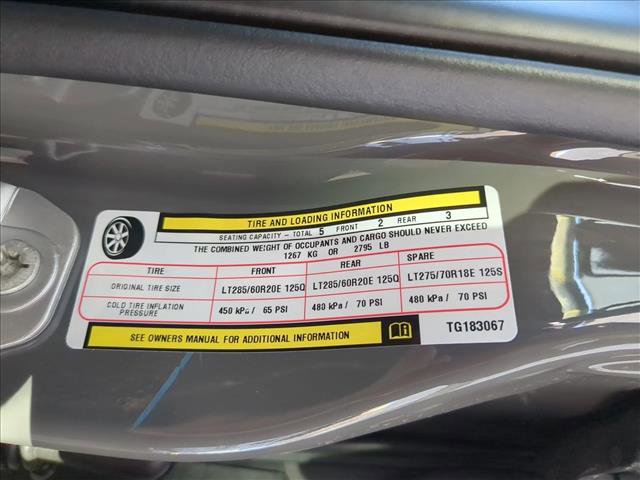 TIRE AND LOADING INFORMATION
SEATING CAPACITY - TOTAL 5 FRONT 2 REAR 3
THE COMBINED WEIGHT OF OCCUPANTS AND CARGO SHOULD NEVER EXCEED
1267 KG OR 2795 LB
TIRE FRONT REAR SPARE
ORIGINAL TIRE SIZE LT285/60R20E 125Q LT285/60R20E 125Q LT275/70R18E 125S
COLD TIRE INFLATION PRESSURE 450 kPa/ 65 PSI 480 kPa/ 70 PSI 480 kPa/ 70 PSI
SEE OWNERS MANUAL FOR ADDITIONAL INFORMATION
TG183067